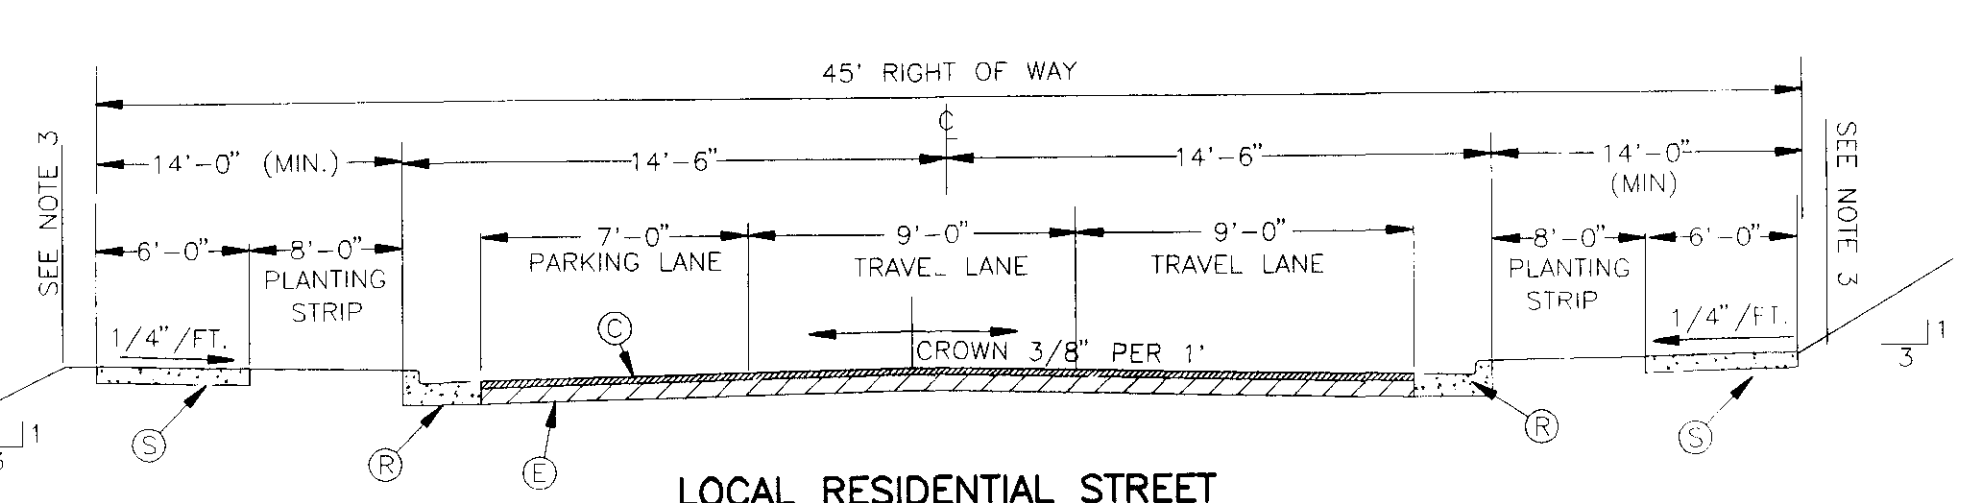 45' RIGHT OF WAY
℄
14'-0" (MIN.)
14'-6"
14'-6"
14'-0"
(MIN)
SEE NOTE 3
SEE NOTE 3
6'-0"
8'-0"
PLANTING
STRIP
7'-0"
PARKING LANE
9'-0"
TRAVEL LANE
9'-0"
TRAVEL LANE
8'-0"
PLANTING
STRIP
6'-0"
1/4"/FT.
1/4"/FT.
C
CROWN 3/8" PER 1'
1
3
1
3
S
R
E
R
S
LOCAL RESIDENTIAL STREET